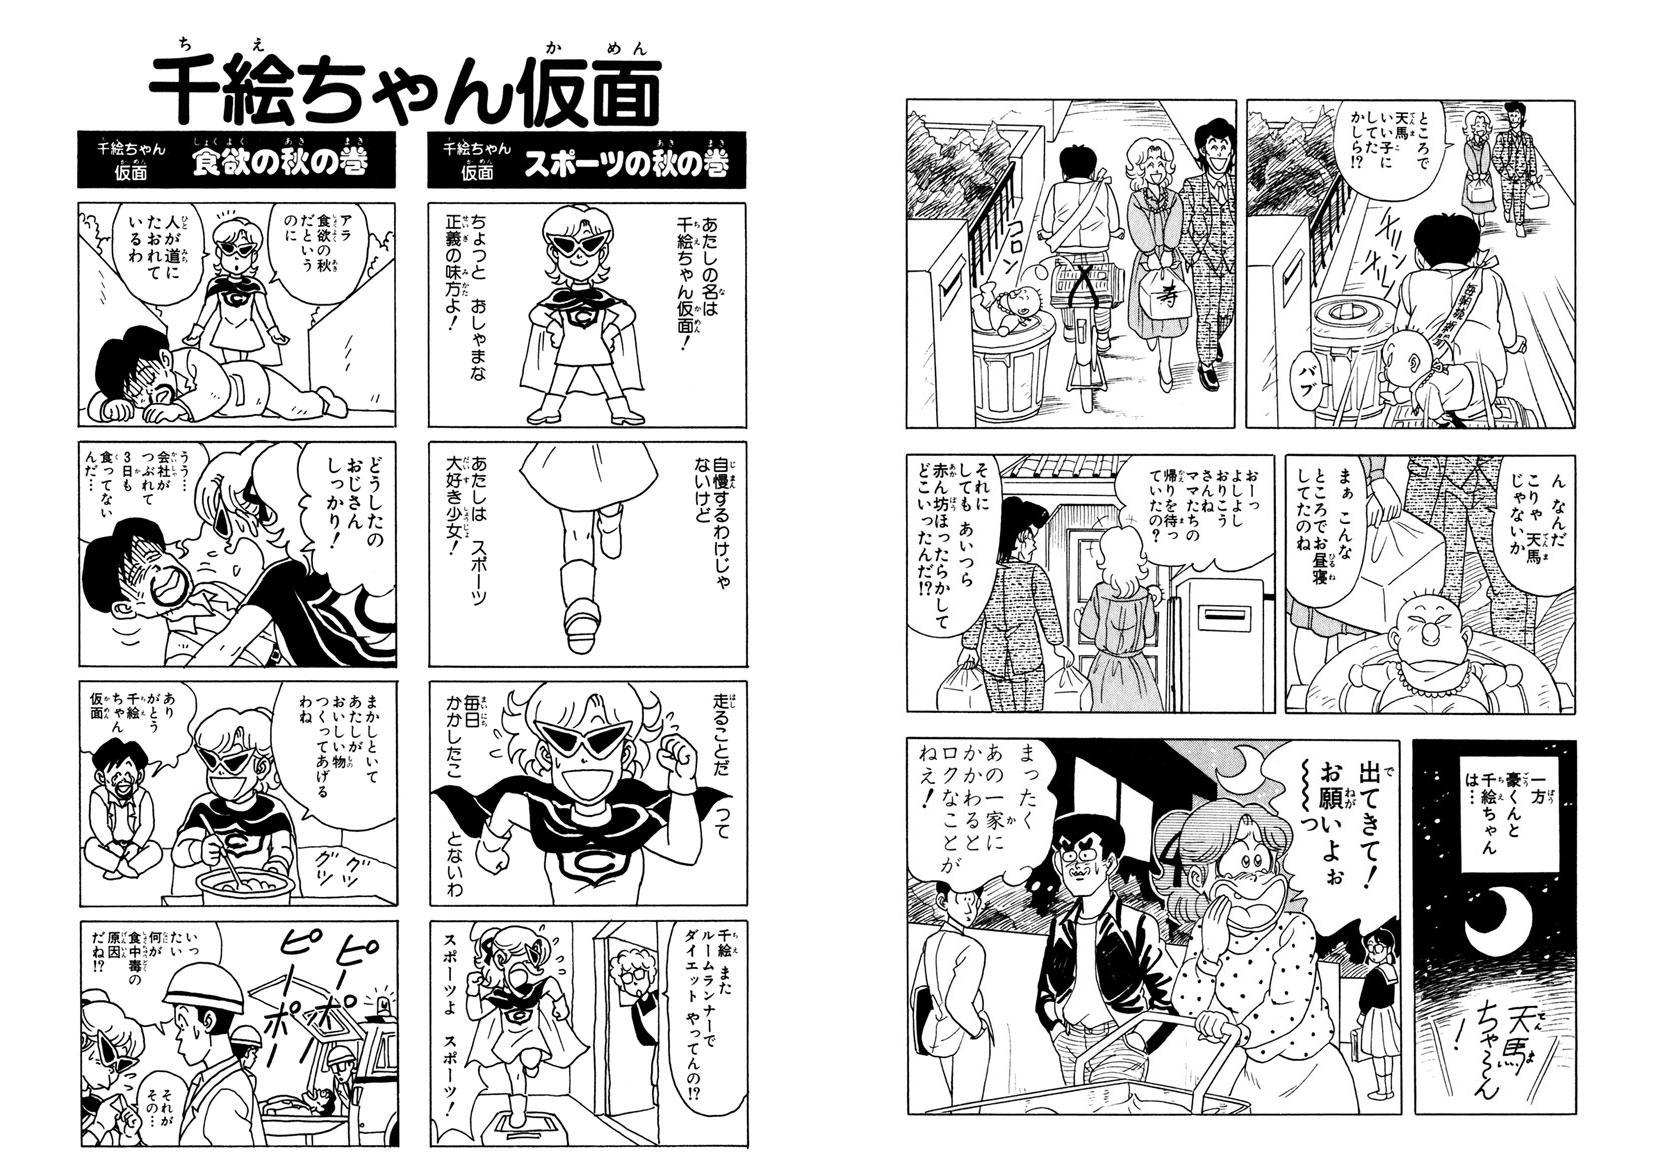 ところで
天馬
いい子に
してた
かしら!?
キィッ
キィッ
毎朝読新聞
バブ
コロン
寿
ん なんだ
こりゃ 天馬
じゃないか
まぁ こんな
ところでお昼寝
してたのね
おーっ
よしよし
おりこう
さんね
ママたちの
帰りを待っ
ていたの?
それに
しても あいつら
赤ん坊ほったらかして
どこいったんだ!?
一方
豪くんと
千絵ちゃん
は…
天馬
ちゃ〜ん
!
出てきて!
お願いよぉ
〜〜〜っ
まったく
あの一家に
かかわると
ロクなことが
ねえ!
千絵ちゃん仮面
千絵ちゃん
仮面
スポーツの秋の巻
あたしの名は
千絵ちゃん仮面!
ちょっと おしゃまな
正義の味方よ!
自慢するわけじゃ
ないけど
あたしは スポーツ
大好き少女!
走ることだ って
毎日
かかしたこ とないわ
千絵 また
ルームランナーで
ダイエット やってんの!?
スポーツよ スポーツ!
千絵ちゃん
仮面
食欲の秋の巻
アラ
食欲の秋
だという
のに
人が道に
たおれて
いるわ
どうしたの
おじさん
しっかり!
うう…
会社が
つぶれて
3日も
食ってない
んだ…
まかしといて
あたしが
おいしい物
つくってあげる
わね
あり
がとう
千絵
ちゃん
仮面
グツ
グツ
ピーポー
ピーポー
いっ
たい
何が
食中毒の
原因
だね!?
それが
その…